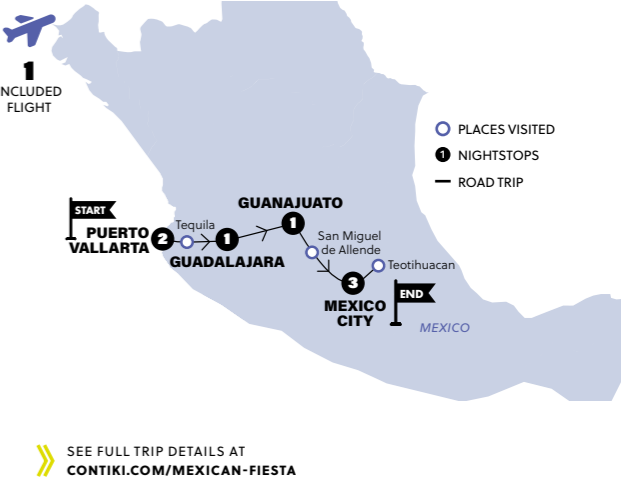 1
INCLUDED
FLIGHT
PLACES VISITED
1 NIGHTSTOPS
ROAD TRIP
START
PUERTO
VALLARTA
2
Tequila
1
GUADALAJARA
GUANAJUATO
1
San Miguel
de Allende
Teotihuacan
3
MEXICO
CITY
END
MEXICO
SEE FULL TRIP DETAILS AT
CONTIKI.COM/MEXICAN-FIESTA